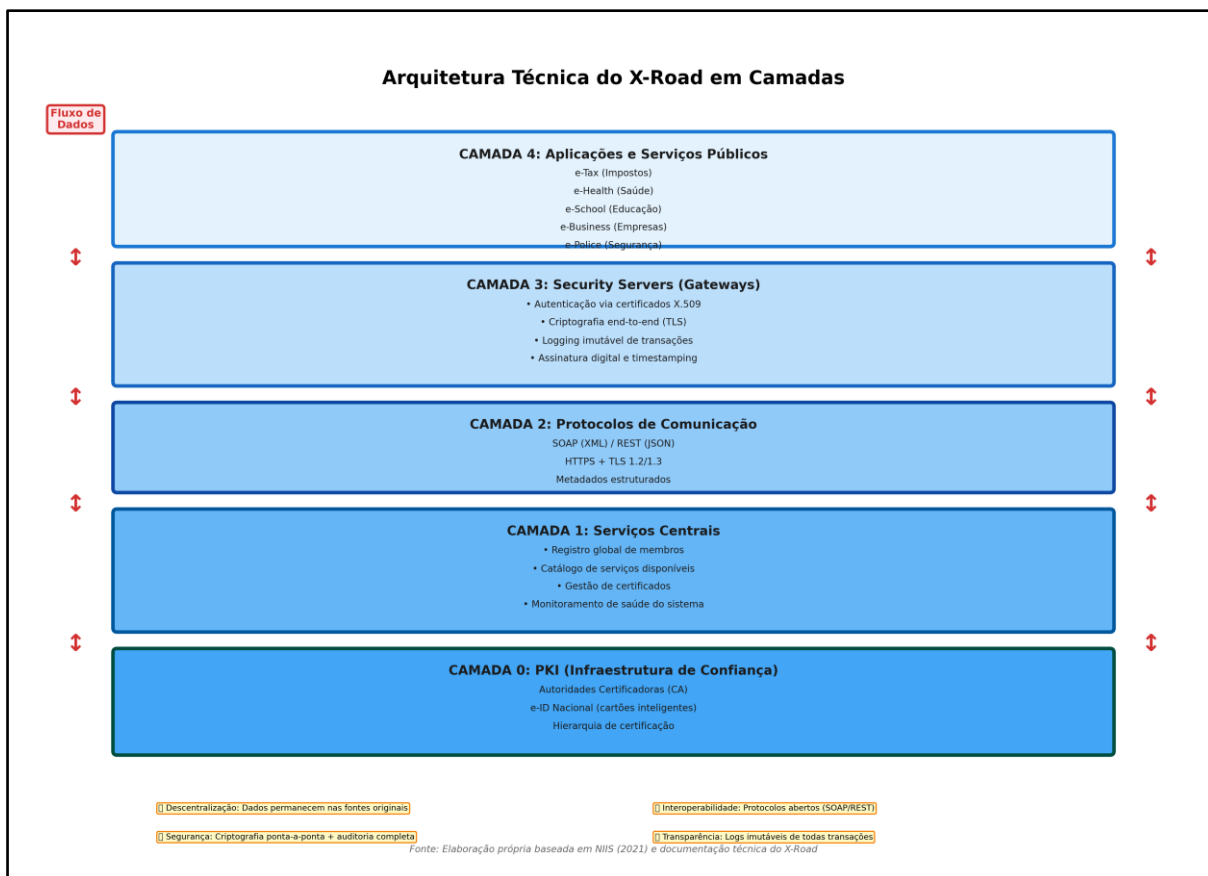 Arquitetura Técnica do X-Road em Camadas
Fluxo de
Dados
CAMADA 4: Aplicações e Serviços Públicos
e-Tax (Impostos)
e-Health (Saúde)
e-School (Educação)
e-Business (Empresas)
e-Police (Segurança)
CAMADA 3: Security Servers (Gateways)
• Autenticação via certificados X.509
• Criptografia end-to-end (TLS)
• Logging imutável de transações
• Assinatura digital e timestamping
CAMADA 2: Protocolos de Comunicação
SOAP (XML) / REST (JSON)
HTTPS + TLS 1.2/1.3
Metadados estruturados
CAMADA 1: Serviços Centrais
• Registro global de membros
• Catálogo de serviços disponíveis
• Gestão de certificados
• Monitoramento de saúde do sistema
CAMADA 0: PKI (Infraestrutura de Confiança)
Autoridades Certificadoras (CA)
e-ID Nacional (cartões inteligentes)
Hierarquia de certificação
Descentralização: Dados permanecem nas fontes originais
Interoperabilidade: Protocolos abertos (SOAP/REST)
Segurança: Criptografia ponta-a-ponta + auditoria completa
Transparência: Logs imutáveis de todas transações
Fonte: Elaboração própria baseada em NIIS (2021) e documentação técnica do X-Road